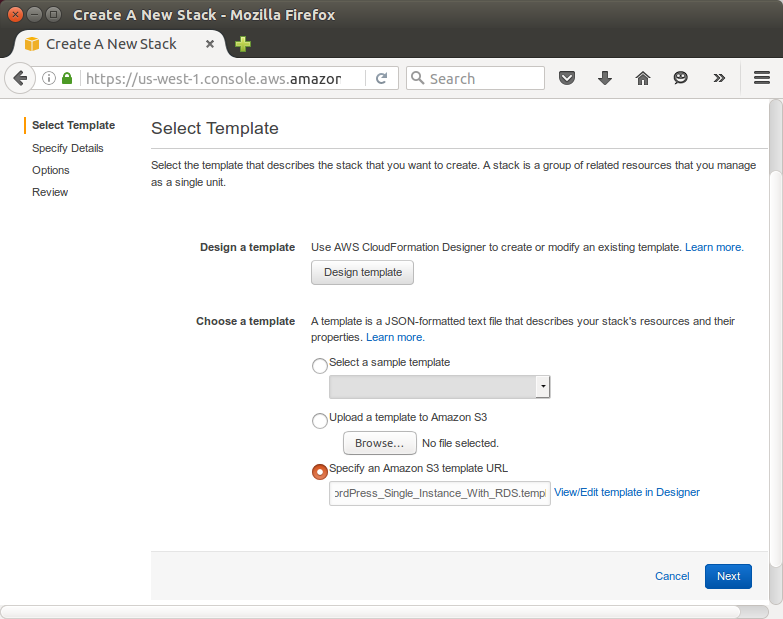 Create A New Stack - Mozilla Firefox
Create A New Stack
https://us-west-1.console.aws.amazon
Search
Select Template
Specify Details
Options
Review
Select Template
Select the template that describes the stack that you want to create. A stack is a group of related resources that you manage
as a single unit.
Design a template
Use AWS CloudFormation Designer to create or modify an existing template. Learn more.
Design template
Choose a template
A template is a JSON-formatted text file that describes your stack's resources and their
properties. Learn more.
Select a sample template
Upload a template to Amazon S3
Browse... No file selected.
Specify an Amazon S3 template URL
ordPress_Single_Instance_With_RDS.templ View/Edit template in Designer
Cancel Next